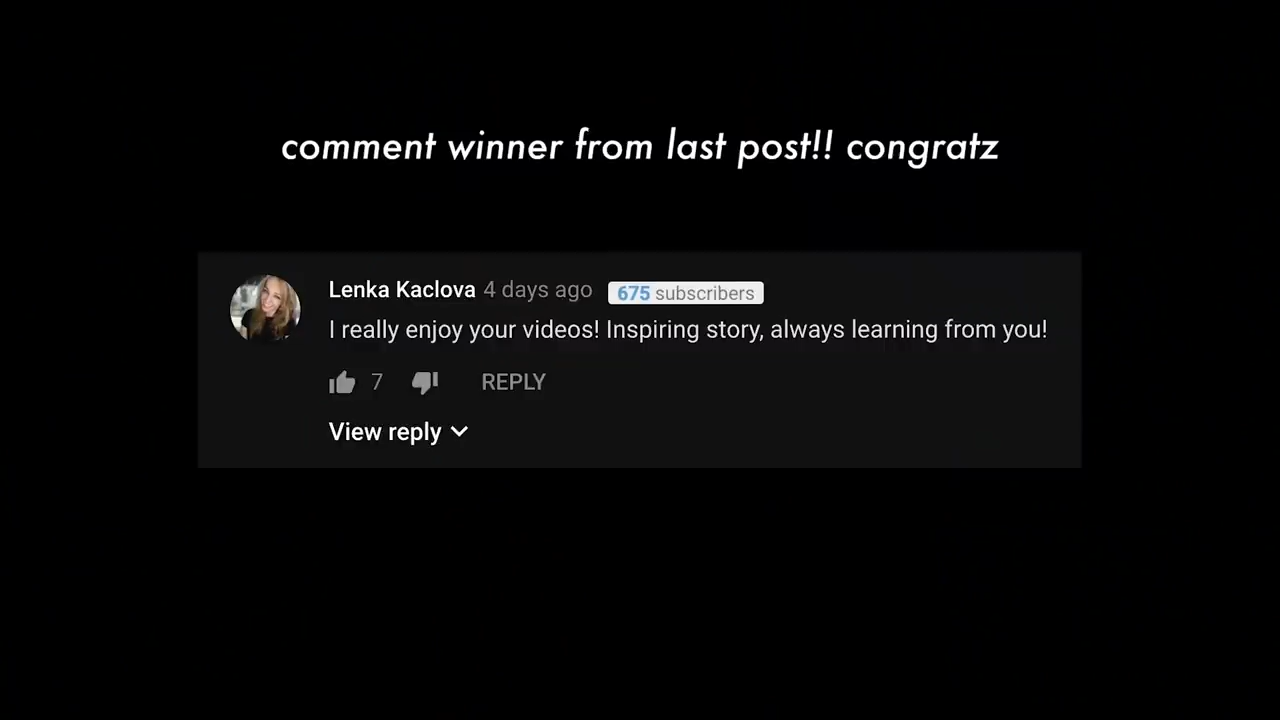 comment winner from last post!! congratz
Lenka Kaclova 4 days ago 675 subscribers
I really enjoy your videos! Inspiring story, always learning from you!
7 REPLY
View reply